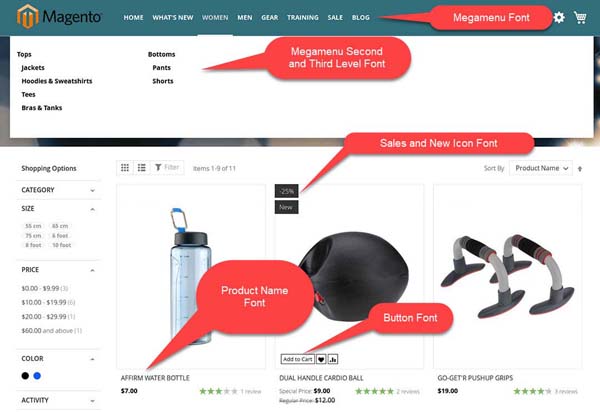 Magento
HOME WHAT'S NEW WOMEN MEN GEAR TRAINING SALE BLOG
Megamenu Font
Tops
Jackets
Hoodies & Sweatshirts
Tees
Bras & Tanks
Bottoms
Pants
Shorts
Megamenu Second
and Third Level Font
Sales and New Icon Font
Shopping Options
Filter
Items 1-9 of 11
Sort By
Product Name
CATEGORY
SIZE
55 cm 65 cm
75 cm 6 foot
8 foot 10 foot
PRICE
$0.00 - $9.99 (3)
$10.00 - $19.99 (6)
$20.00 - $29.99 (1)
$60.00 and above (1)
COLOR
ACTIVITY
-25%
New
Product Name
Font
Button Font
Add to Cart
AFFIRM WATER BOTTLE
$7.00
1 review
DUAL HANDLE CARDIO BALL
Special Price: $9.00
Regular Price: $12.00
2 reviews
GO-GET'R PUSHUP GRIPS
$19.00
3 reviews